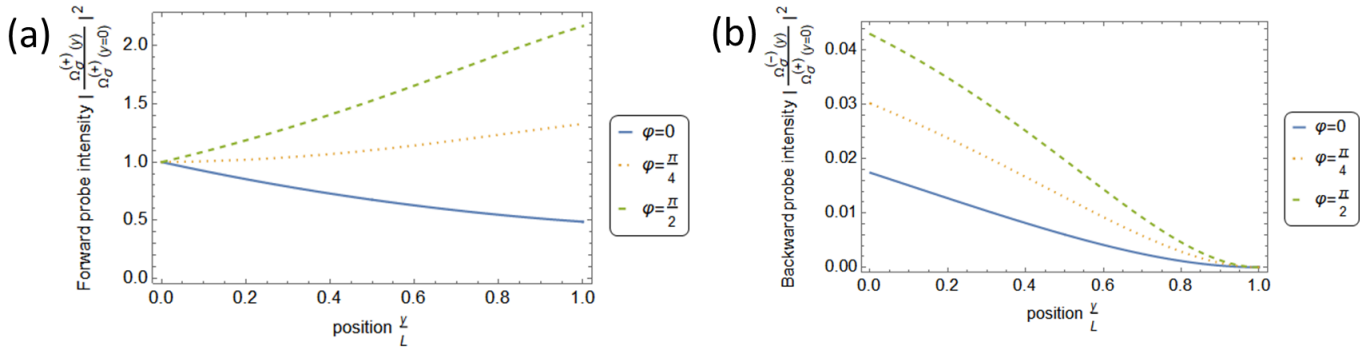 (a)
Forward probe intensity | Ω_σ^(+)(y) / Ω_σ^(+)(y=0) |^2
2.0
1.5
1.0
0.5
0.0
0.0 0.2 0.4 0.6 0.8 1.0
position y/L
φ=0
φ=π/4
φ=π/2
(b)
Backward probe intensity | Ω_σ^(-)(y) / Ω_σ^(+)(y=0) |^2
0.04
0.03
0.02
0.01
0.00
0.0 0.2 0.4 0.6 0.8 1.0
position y/L
φ=0
φ=π/4
φ=π/2